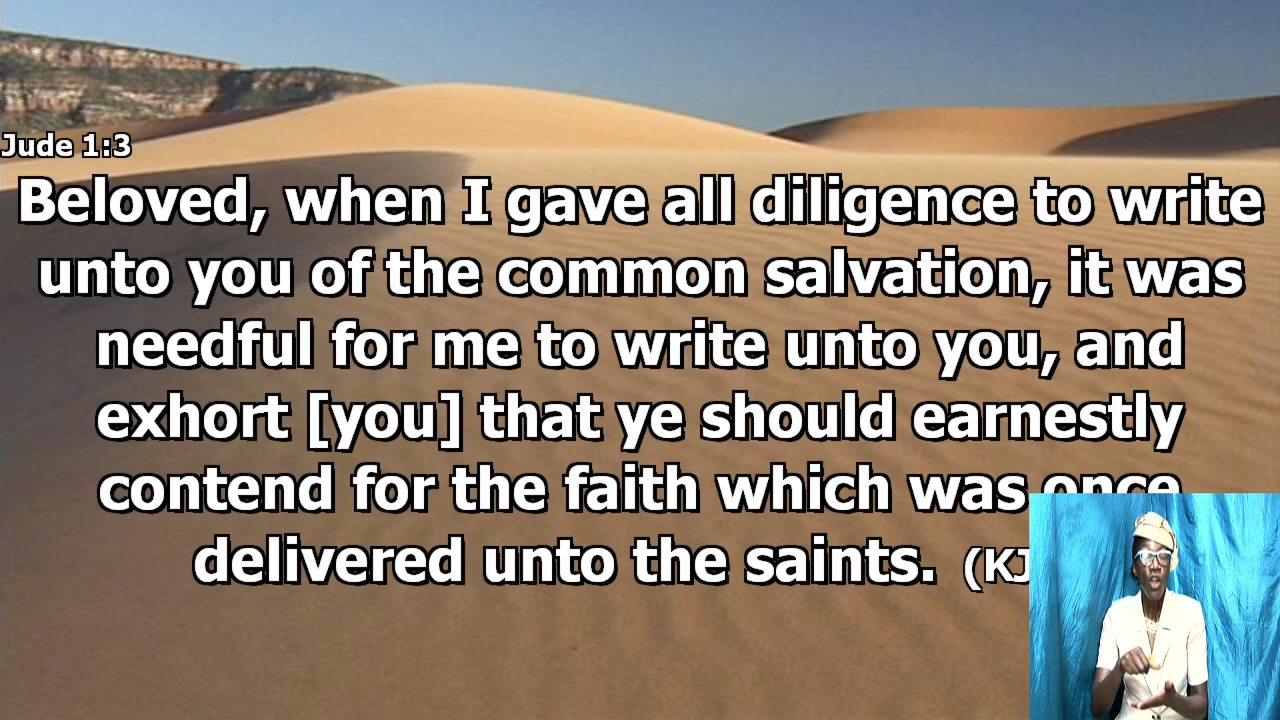 Jude 1:3
Beloved, when I gave all diligence to write
unto you of the common salvation, it was
needful for me to write unto you, and
exhort [you] that ye should earnestly
contend for the faith which was once
delivered unto the saints. (KJ